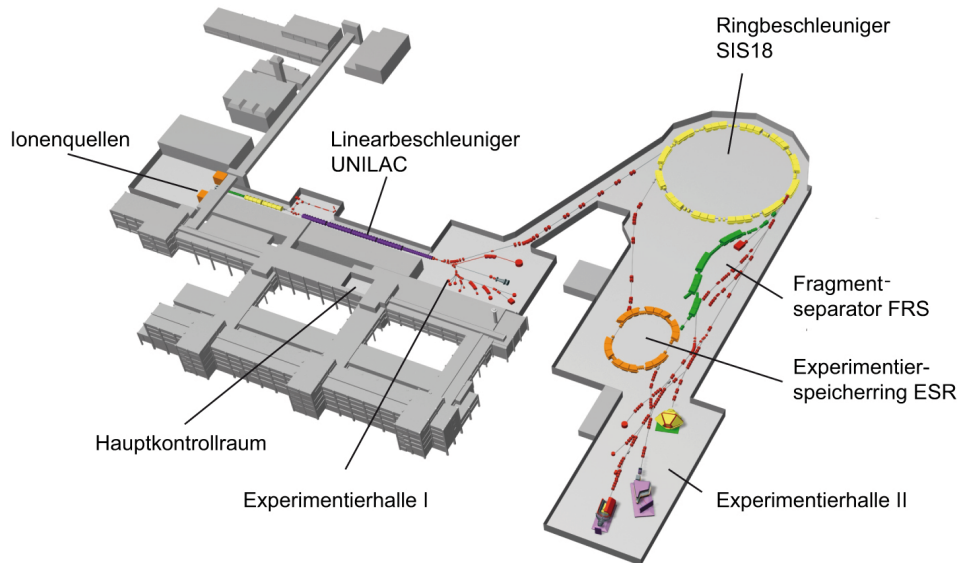 Ringbeschleuniger
SIS18
Ionenquellen
Linearbeschleuniger
UNILAC
Fragment-
separator FRS
Experimentier-
speicherring ESR
Hauptkontrollraum
Experimentierhalle I
Experimentierhalle II